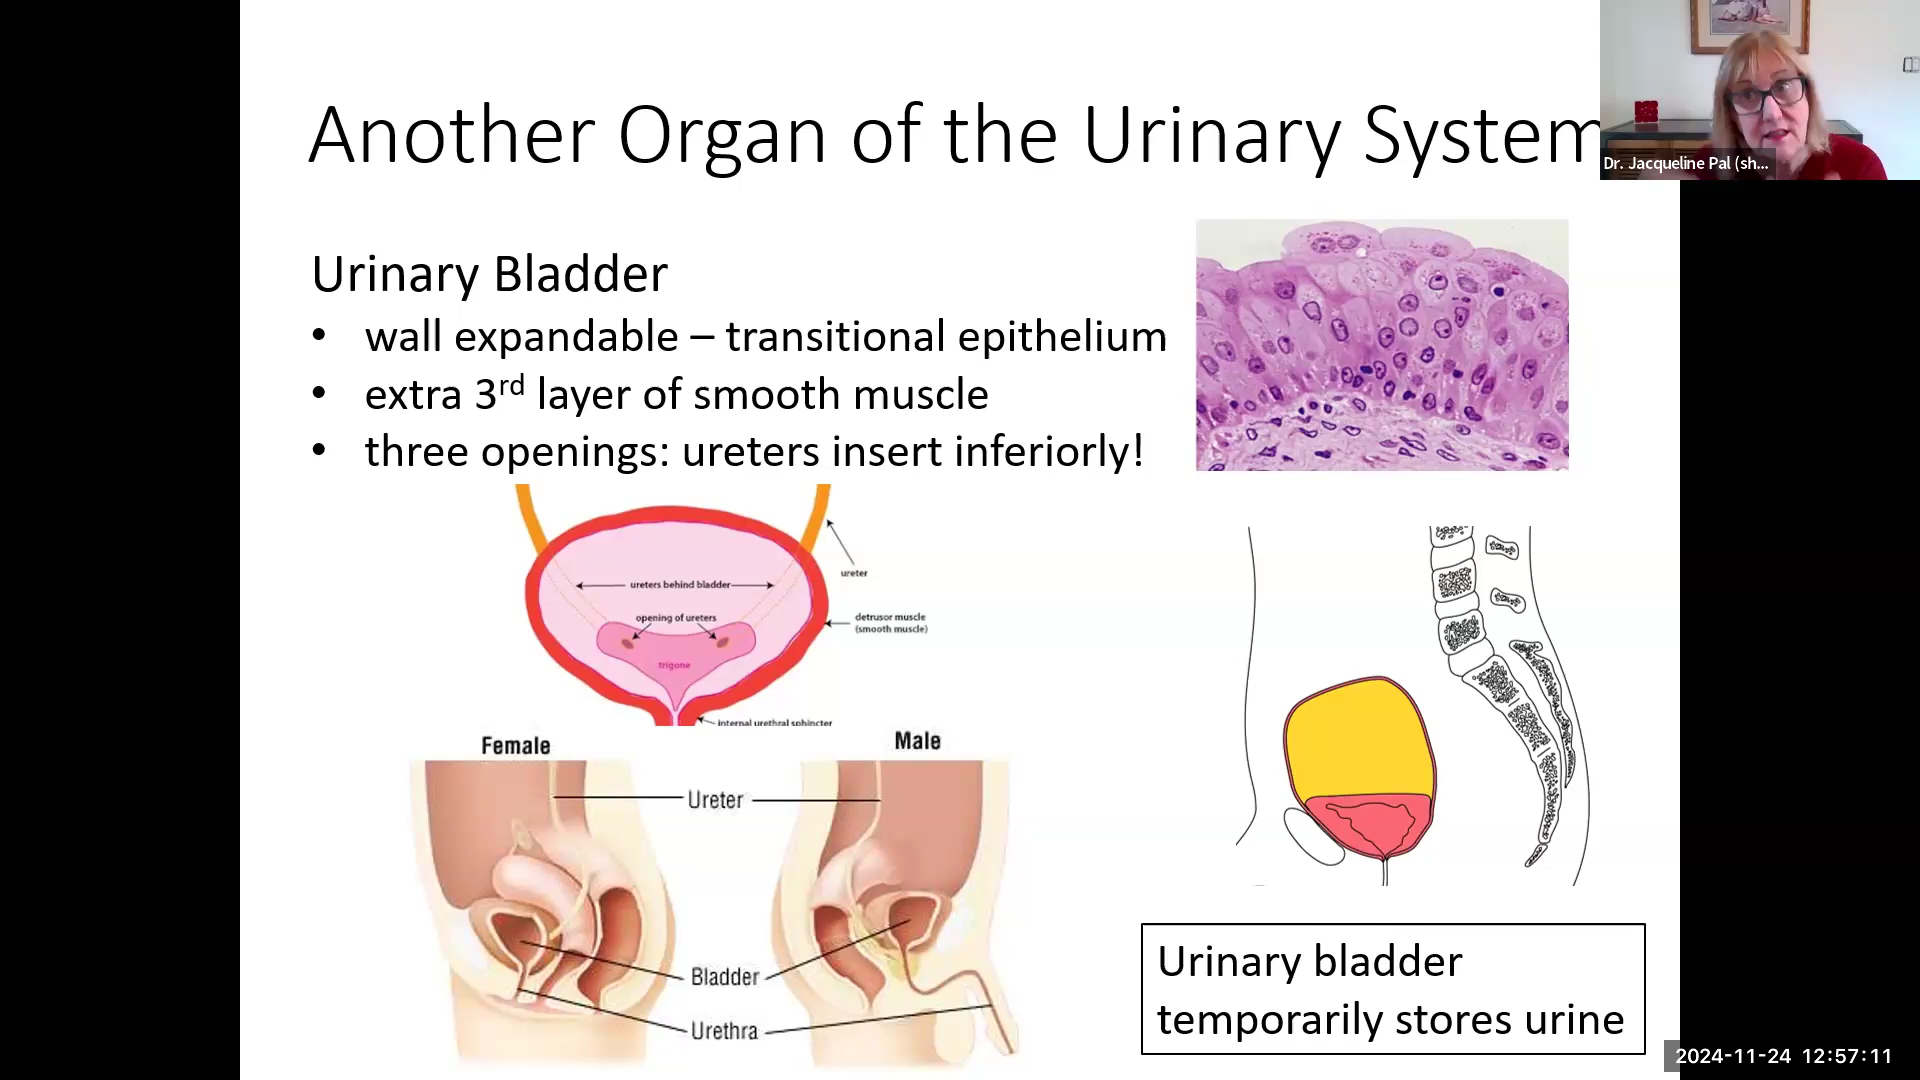 Another Organ of the Urinary System
Dr. Jacqueline Pal (sh...
Urinary Bladder
• wall expandable – transitional epithelium
• extra 3rd layer of smooth muscle
• three openings: ureters insert inferiorly!
ureter
ureters behind bladder
opening of ureters
detrusor muscle
(smooth muscle)
trigone
internal urethral sphincter
Female
Male
Ureter
Bladder
Urethra
Urinary bladder
temporarily stores urine
2024-11-24 12:57:11